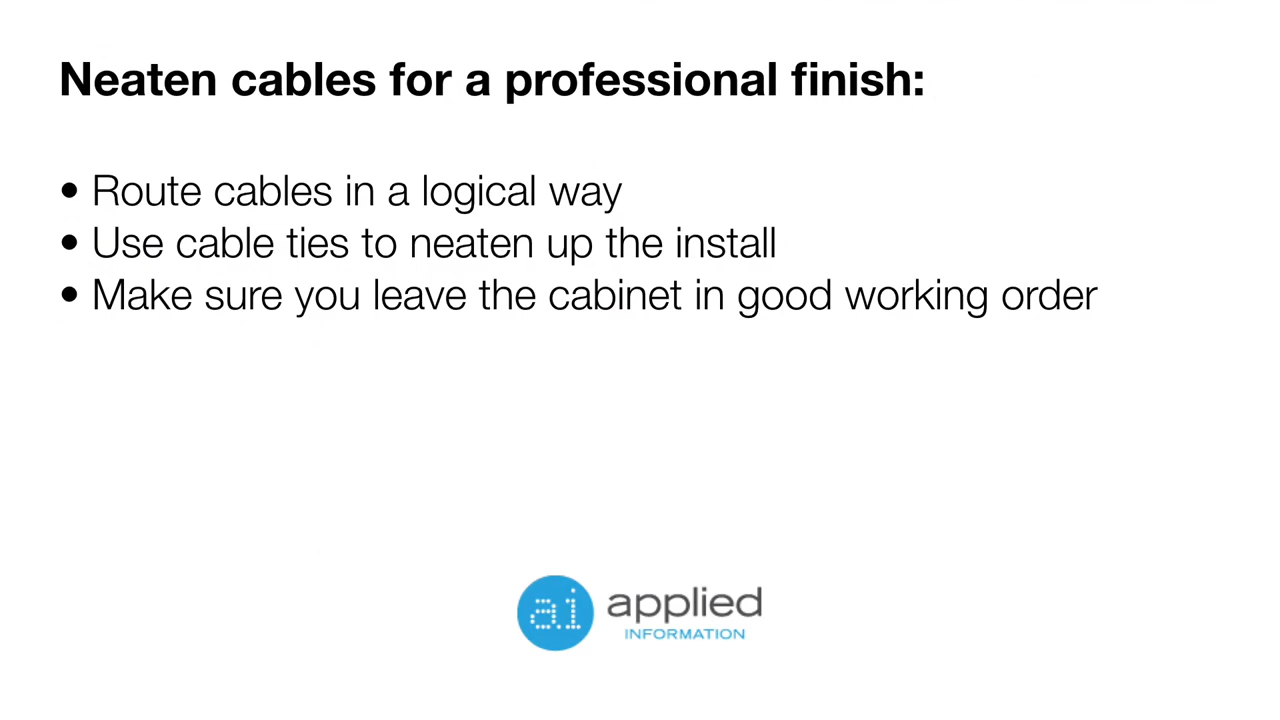 Neaten cables for a professional finish:
• Route cables in a logical way
• Use cable ties to neaten up the install
• Make sure you leave the cabinet in good working order
a.i applied
INFORMATION